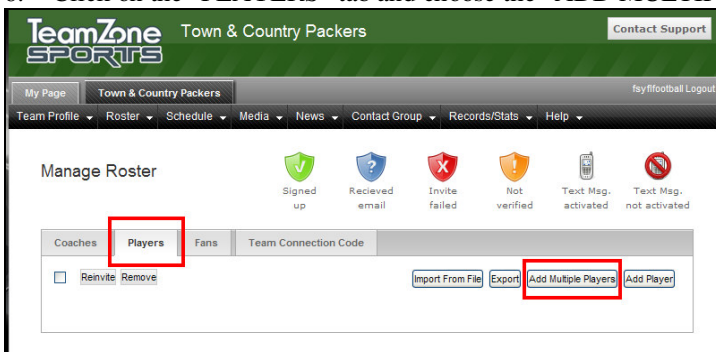 Click on the "PLAYERS" tab and choose the "ADD MULTIP
TeamZone SPORTS
Town & Country Packers
Contact Support
My Page
Town & Country Packers
fsyflfootball Logout
Team Profile Roster Schedule Media News Contact Group Records/Stats Help
Manage Roster
Signed up
Recieved email
Invite failed
Not verified
Text Msg. activated
Text Msg. not activated
Coaches Players Fans Team Connection Code
Reinvite Remove
Import From File Export Add Multiple Players Add Player